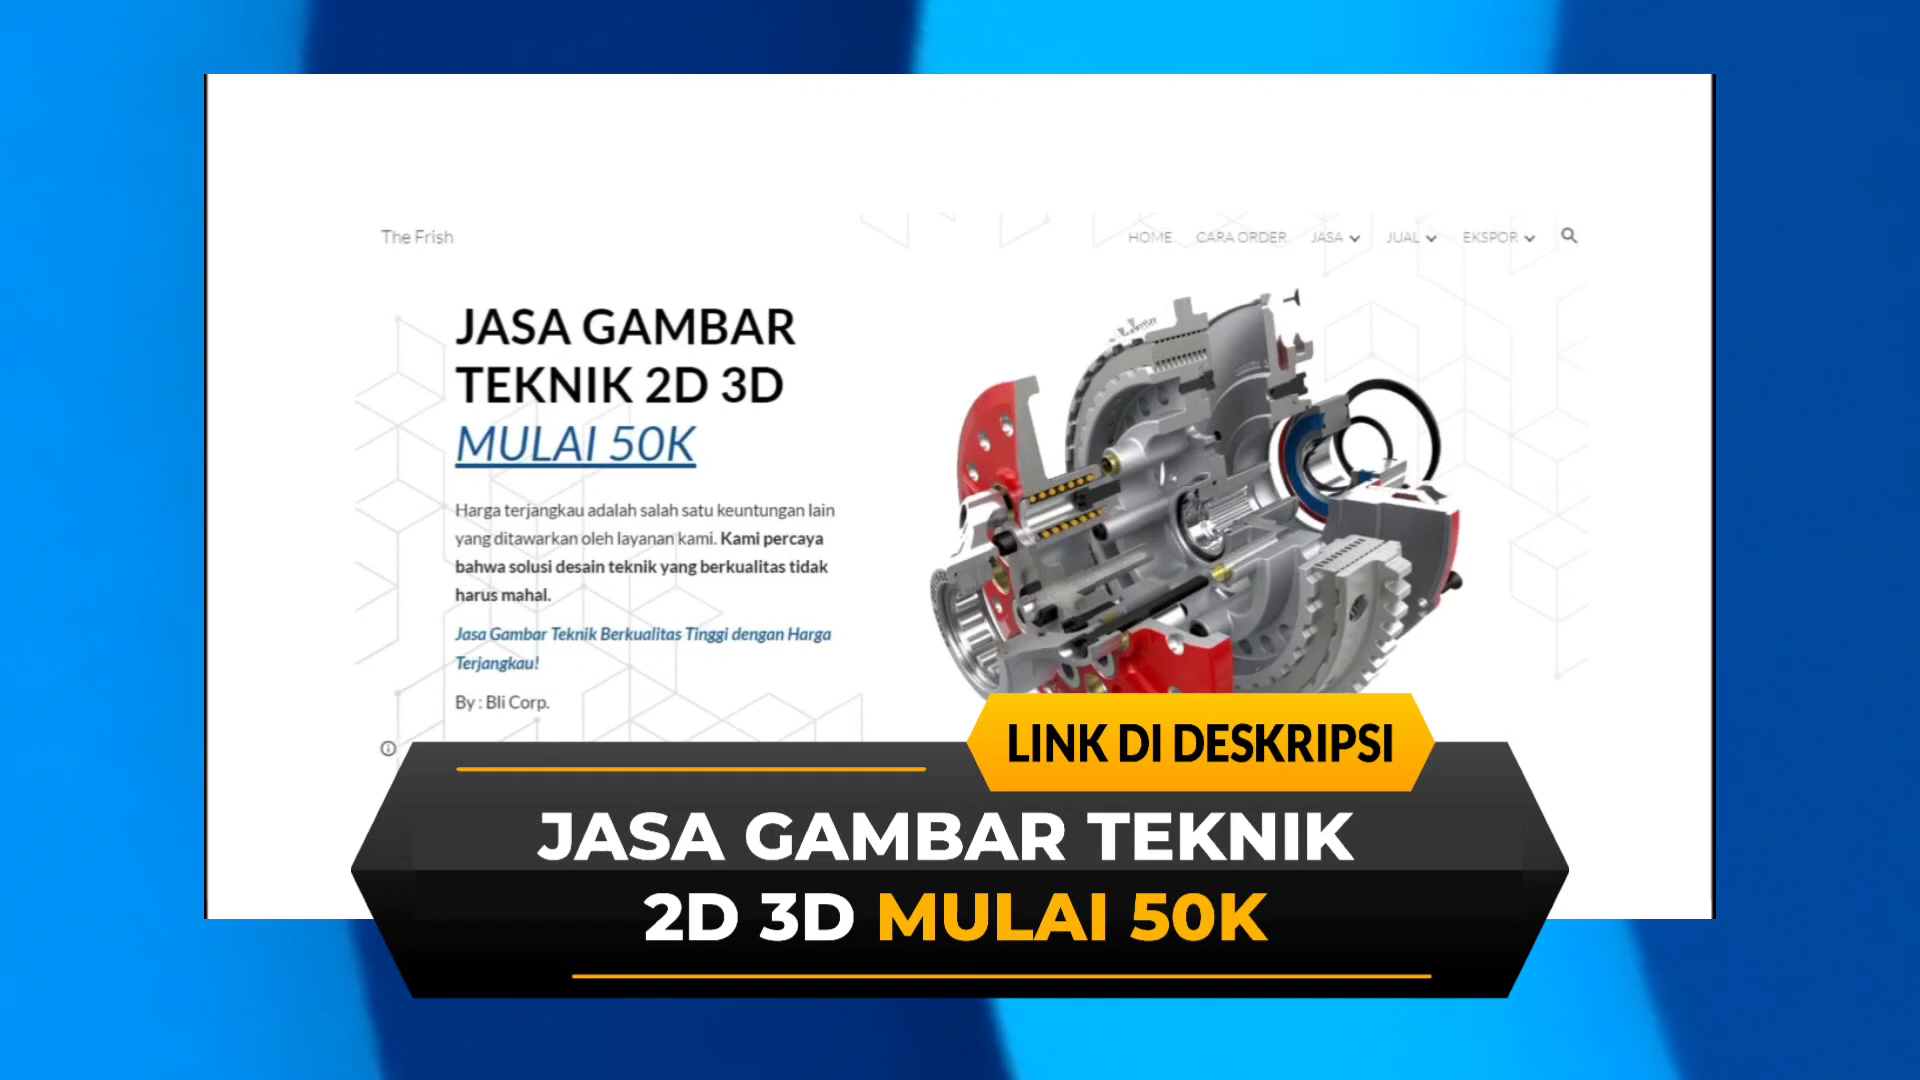 The Frish
HOME CARA ORDER JASA JUAL EKSPOR
JASA GAMBAR
TEKNIK 2D 3D
MULAI 50K
Harga terjangkau adalah salah satu keuntungan lain
yang ditawarkan oleh layanan kami. Kami percaya
bahwa solusi desain teknik yang berkualitas tidak
harus mahal.
Jasa Gambar Teknik Berkualitas Tinggi dengan Harga
Terjangkau!
By : Bli Corp.
LINK DI DESKRIPSI
JASA GAMBAR TEKNIK
2D 3D MULAI 50K